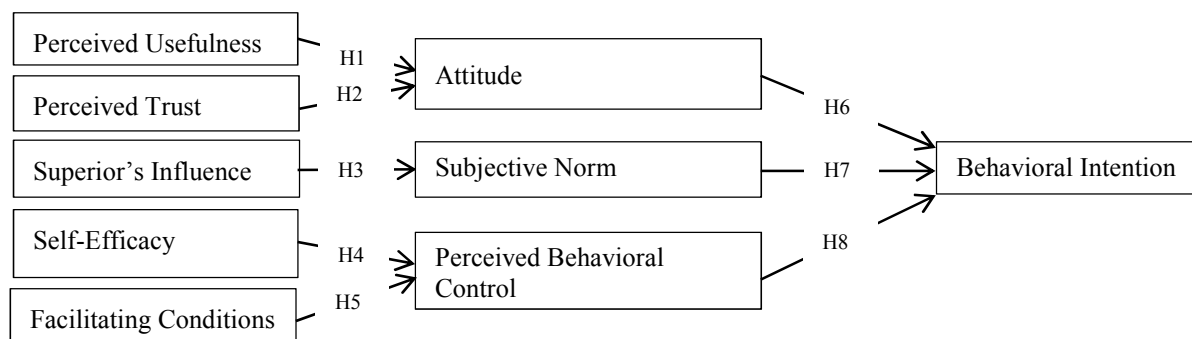 Perceived Usefulness
H1
Attitude
Perceived Trust
H2
H6
Superior's Influence
H3
Subjective Norm
H7
Behavioral Intention
Self-Efficacy
H4
Perceived Behavioral
Control
H8
Facilitating Conditions
H5